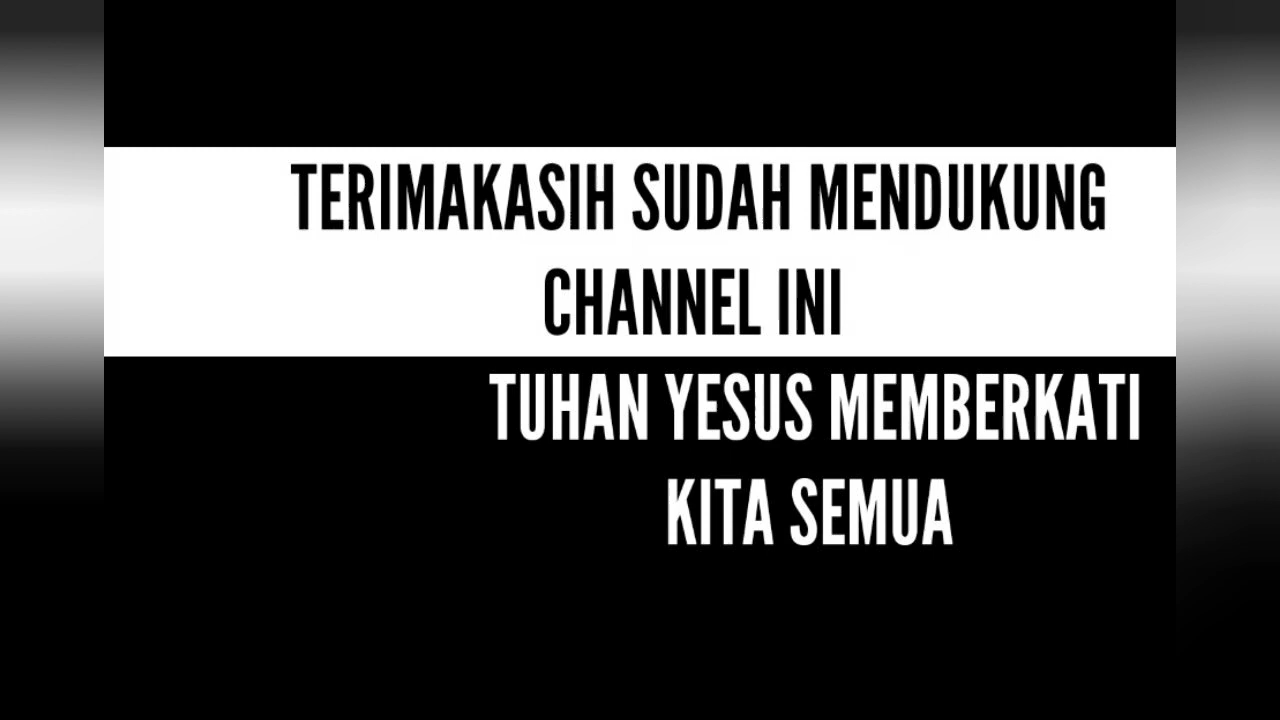 TERIMAKASIH SUDAH MENDUKUNG
CHANNEL INI
TUHAN YESUS MEMBERKATI
KITA SEMUA